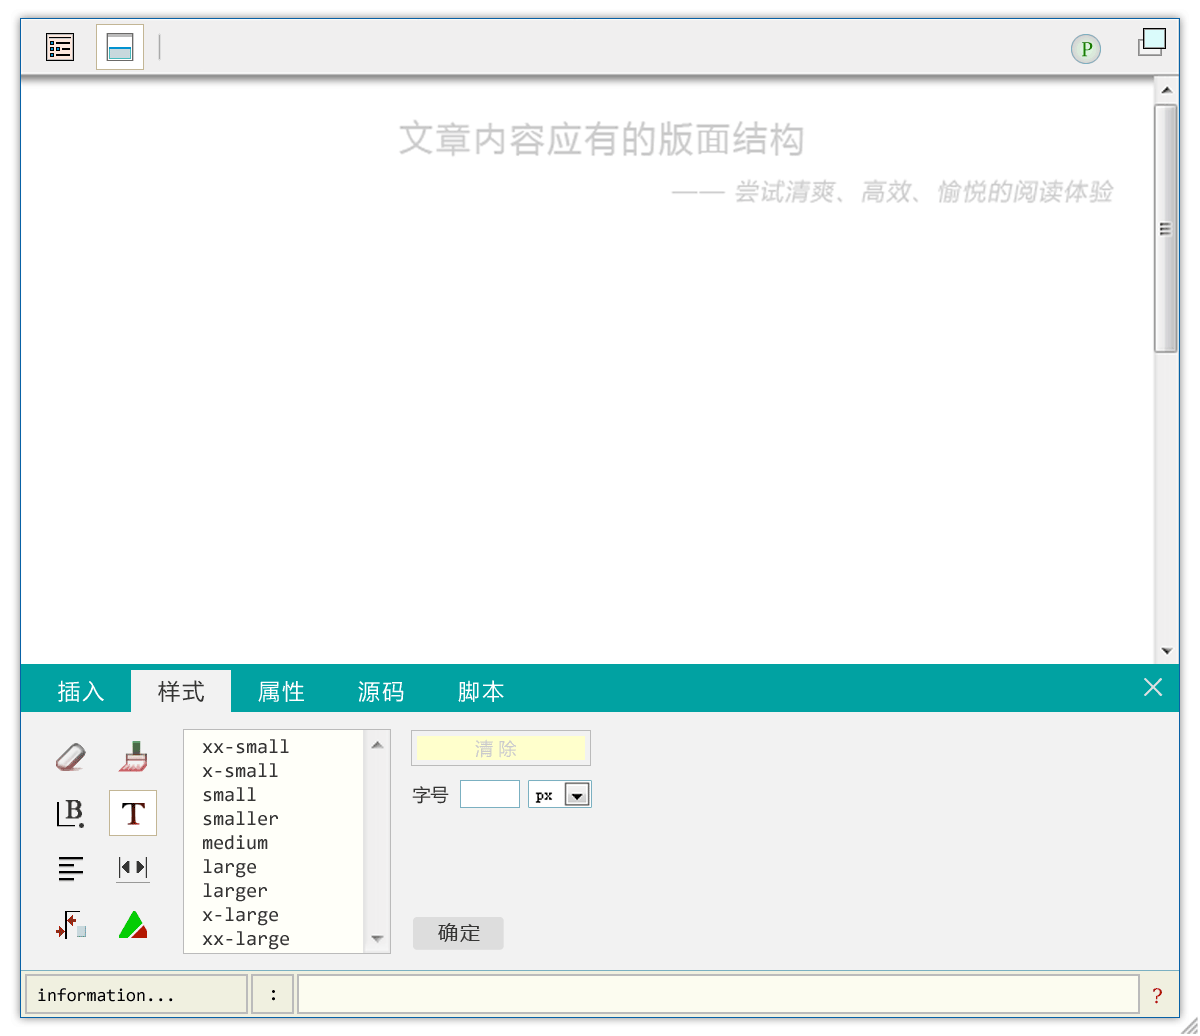 P
文章内容应有的版面结构
—— 尝试清爽、高效、愉悦的阅读体验
插入 样式 属性 源码 脚本
xx-small
x-small
small
smaller
medium
large
larger
x-large
xx-large
清 除
字号 px
B
T
确定
information... : ?